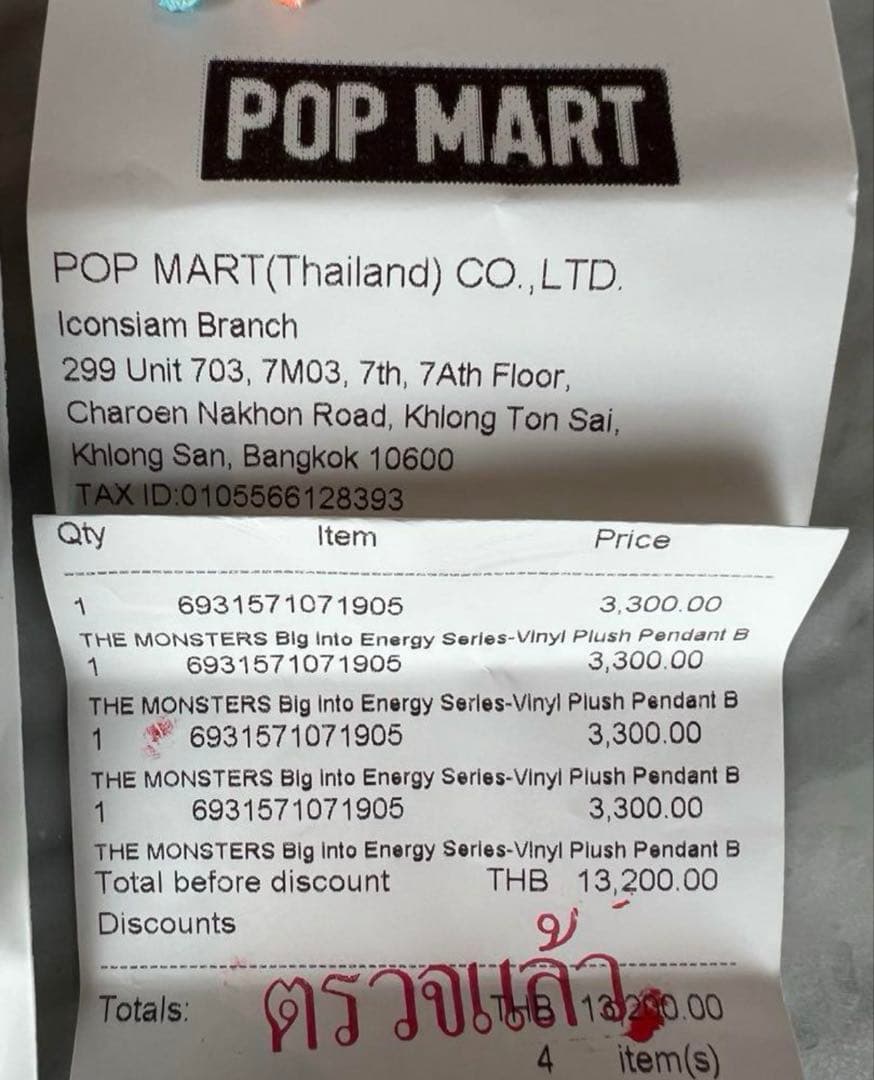 POP MART
POP MART(Thailand) CO.,LTD.
Iconsiam Branch
299 Unit 703, 7M03, 7th, 7Ath Floor,
Charoen Nakhon Road, Khlong Ton Sai,
Khlong San, Bangkok 10600
TAX ID:0105566128393
Qty Item Price
1 6931571071905 3,300.00
THE MONSTERS Big into Energy Series-Vinyl Plush Pendant B
1 6931571071905 3,300.00
THE MONSTERS Big into Energy Series-Vinyl Plush Pendant B
1 6931571071905 3,300.00
THE MONSTERS Big into Energy Series-Vinyl Plush Pendant B
1 6931571071905 3,300.00
THE MONSTERS Big into Energy Series-Vinyl Plush Pendant B
Total before discount THB 13,200.00
Discounts
ตรวจแล้ว
Totals: THB 13,200.00
4 item(s)